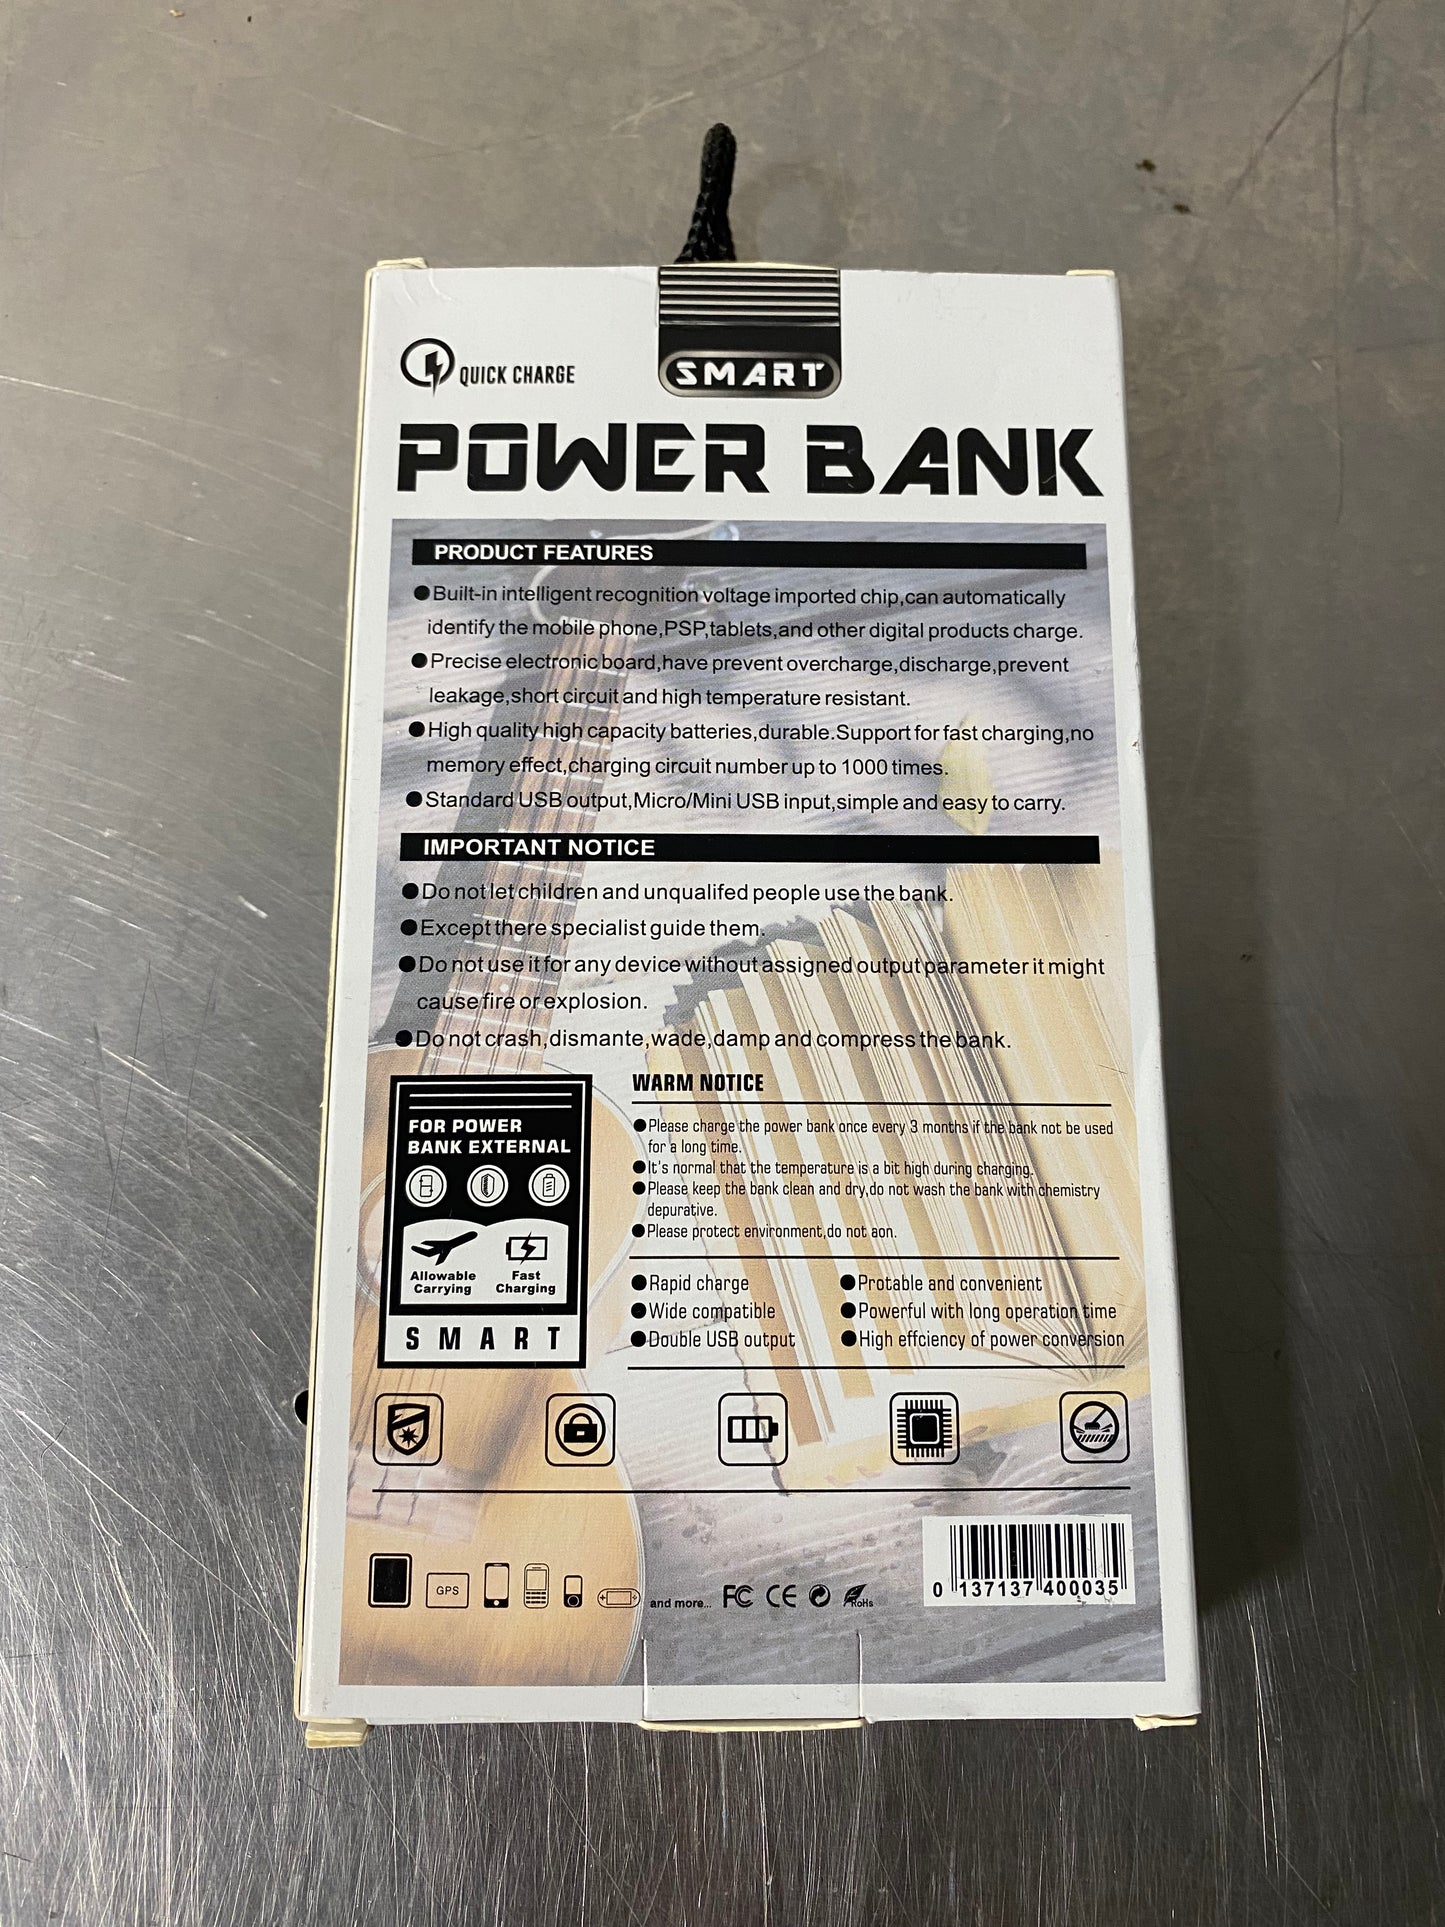 QUICK CHARGE
SMART
POWER BANK
PRODUCT FEATURES
●Built-in intelligent recognition voltage imported chip,can automatically
identify the mobile phone,PSP,tablets,and other digital products charge.
●Precise electronic board,have prevent overcharge,discharge,prevent
leakage,short circuit and high temperature resistant.
●High quality high capacity batteries,durable.Support for fast charging,no
memory effect,charging circuit number up to 1000 times.
●Standard USB output,Micro/Mini USB input,simple and easy to carry.
IMPORTANT NOTICE
●Do not let children and unqualifed people use the bank.
●Except there specialist guide them.
●Do not use it for any device without assigned output parameter it might
cause fire or explosion.
●Do not crash,dismante,wade,damp and compress the bank.
FOR POWER
BANK EXTERNAL
Allowable
Carrying
Fast
Charging
SMART
WARM NOTICE
●Please charge the power bank once every 3 months if the bank not be used
for a long time.
●It's normal that the temperature is a bit high during charging.
●Please keep the bank clean and dry,do not wash the bank with chemistry
depurative.
●Please protect environment,do not aon.
●Rapid charge
●Wide compatible
●Double USB output
●Protable and convenient
●Powerful with long operation time
●High effciency of power conversion
GPS
and more...
FC CE RoHs
0 137137 400035